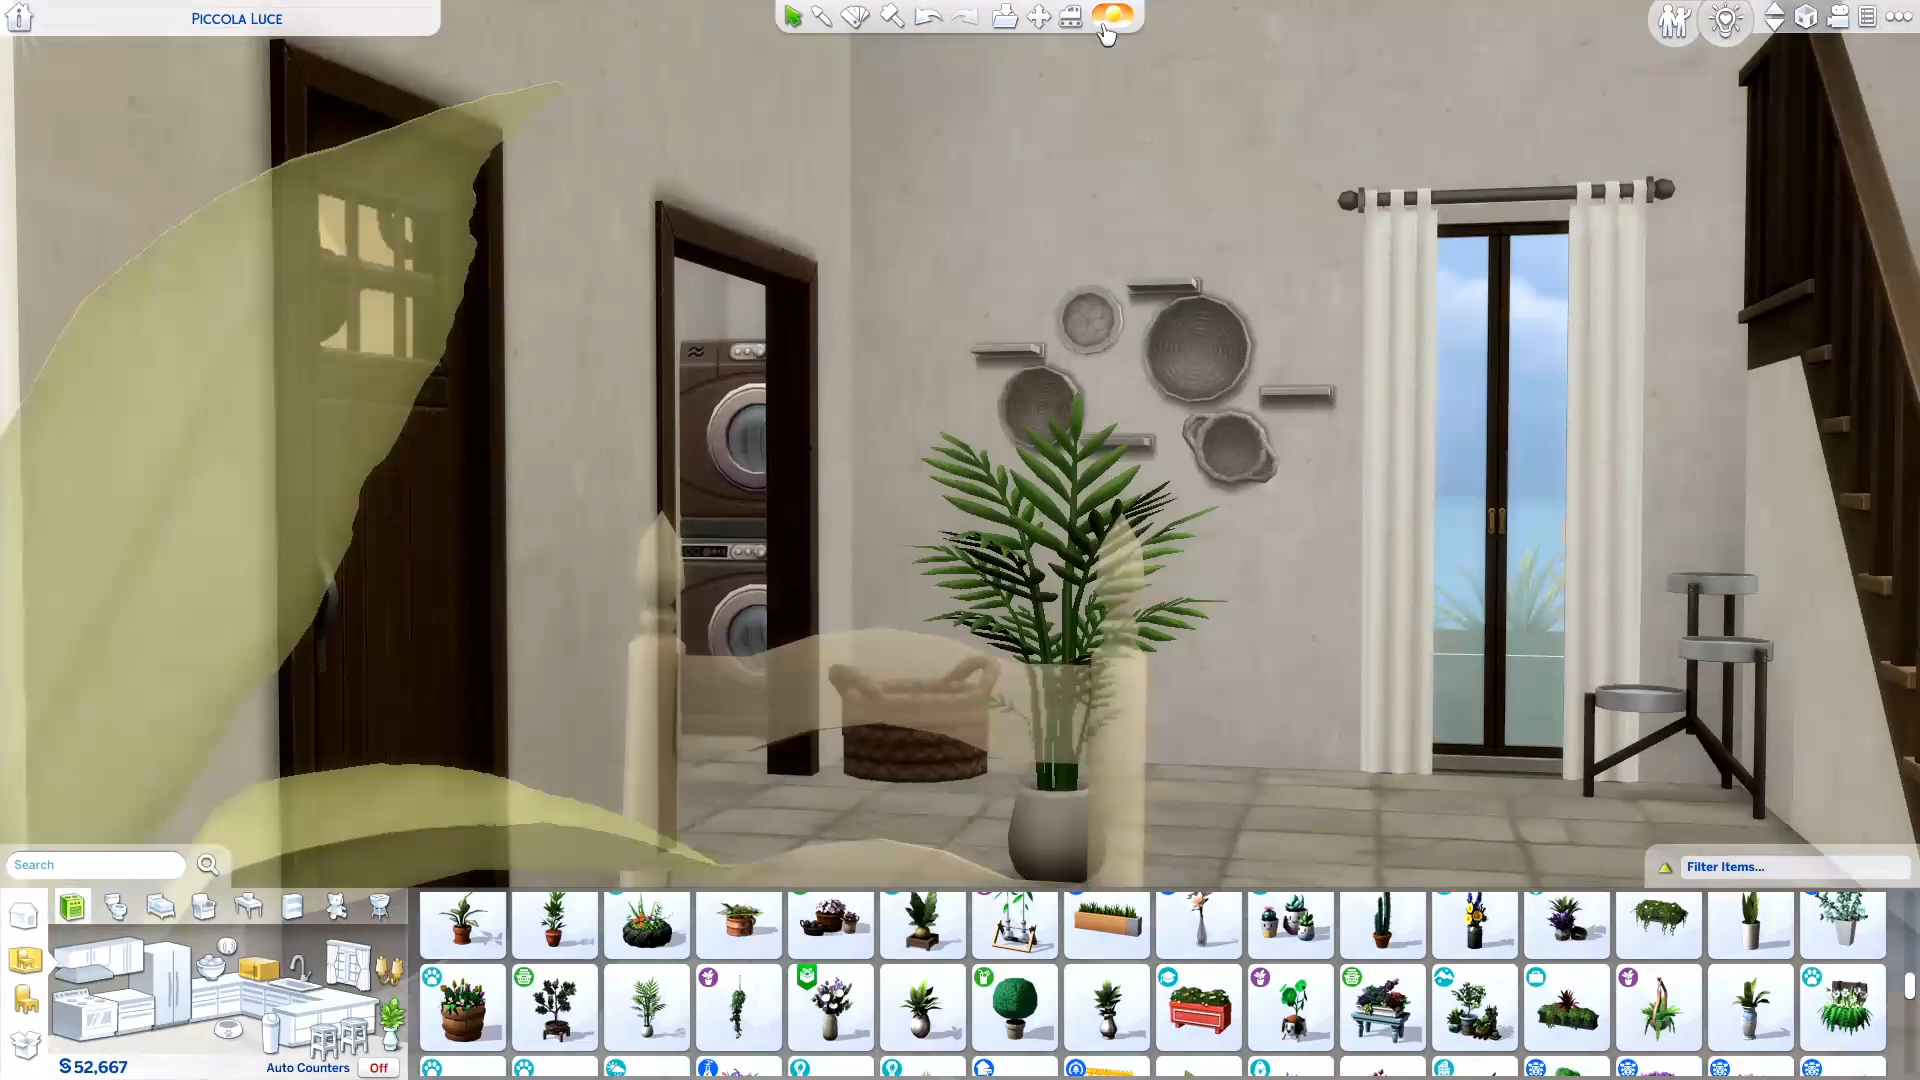 Piccola Luce
Search
Filter Items...
§52,667
Auto Counters
Off